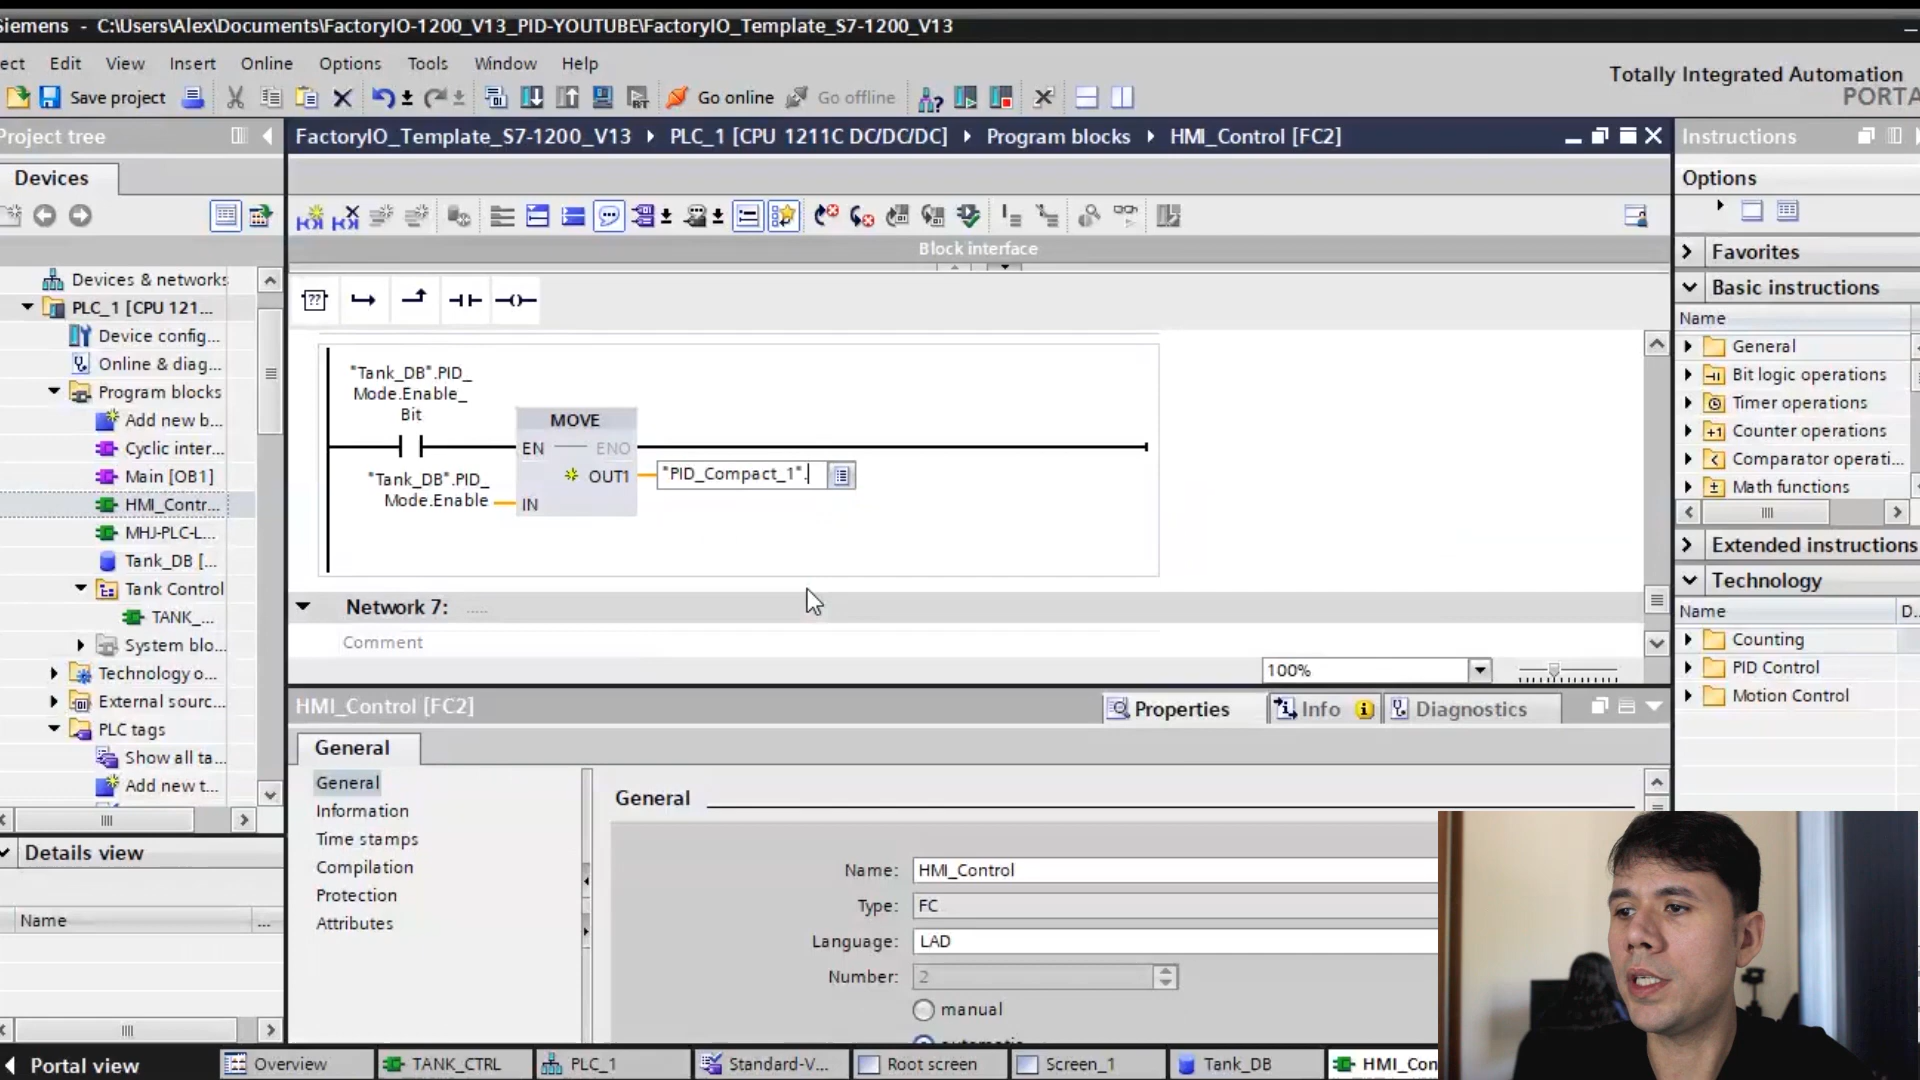 Siemens - C:\Users\Alex\Documents\FactoryIO-1200_V13_PID-YOUTUBE\FactoryIO_Template_S7-1200_V13
ect Edit View Insert Online Options Tools Window Help
Totally Integrated Automation
PORTA
Save project Go online Go offline
Project tree
FactoryIO_Template_S7-1200_V13 PLC_1 [CPU 1211C DC/DC/DC] Program blocks HMI_Control [FC2]
Instructions
Devices
Options
Block interface
Favorites
Basic instructions
Name
General
Bit logic operations
Timer operations
Counter operations
Comparator operati...
Math functions
Extended instructions
Technology
Name D...
Counting
PID Control
Motion Control
Devices & networks
PLC_1 [CPU 121...
Device config...
Online & diag...
Program blocks
Add new b...
Cyclic inter...
Main [OB1]
HMI_Contr...
MHJ-PLC-L...
Tank_DB [...
Tank Control
TANK_...
System blo...
Technology o...
External sourc...
PLC tags
Show all ta...
Add new t...
??
"Tank_DB".PID_
Mode.Enable_
Bit
MOVE
EN ENO
"Tank_DB".PID_
Mode.Enable
IN
OUT1
"PID_Compact_1".
Network 7: .....
Comment
100%
HMI_Control [FC2]
Properties Info Diagnostics
General
General
Information
Time stamps
Compilation
Protection
Attributes
General
Name: HMI_Control
Type: FC
Language: LAD
Number: 2
manual
automatic
Details view
Name ...
Portal view Overview TANK_CTRL PLC_1 Standard-V... Root screen Screen_1 Tank_DB HMI_Con